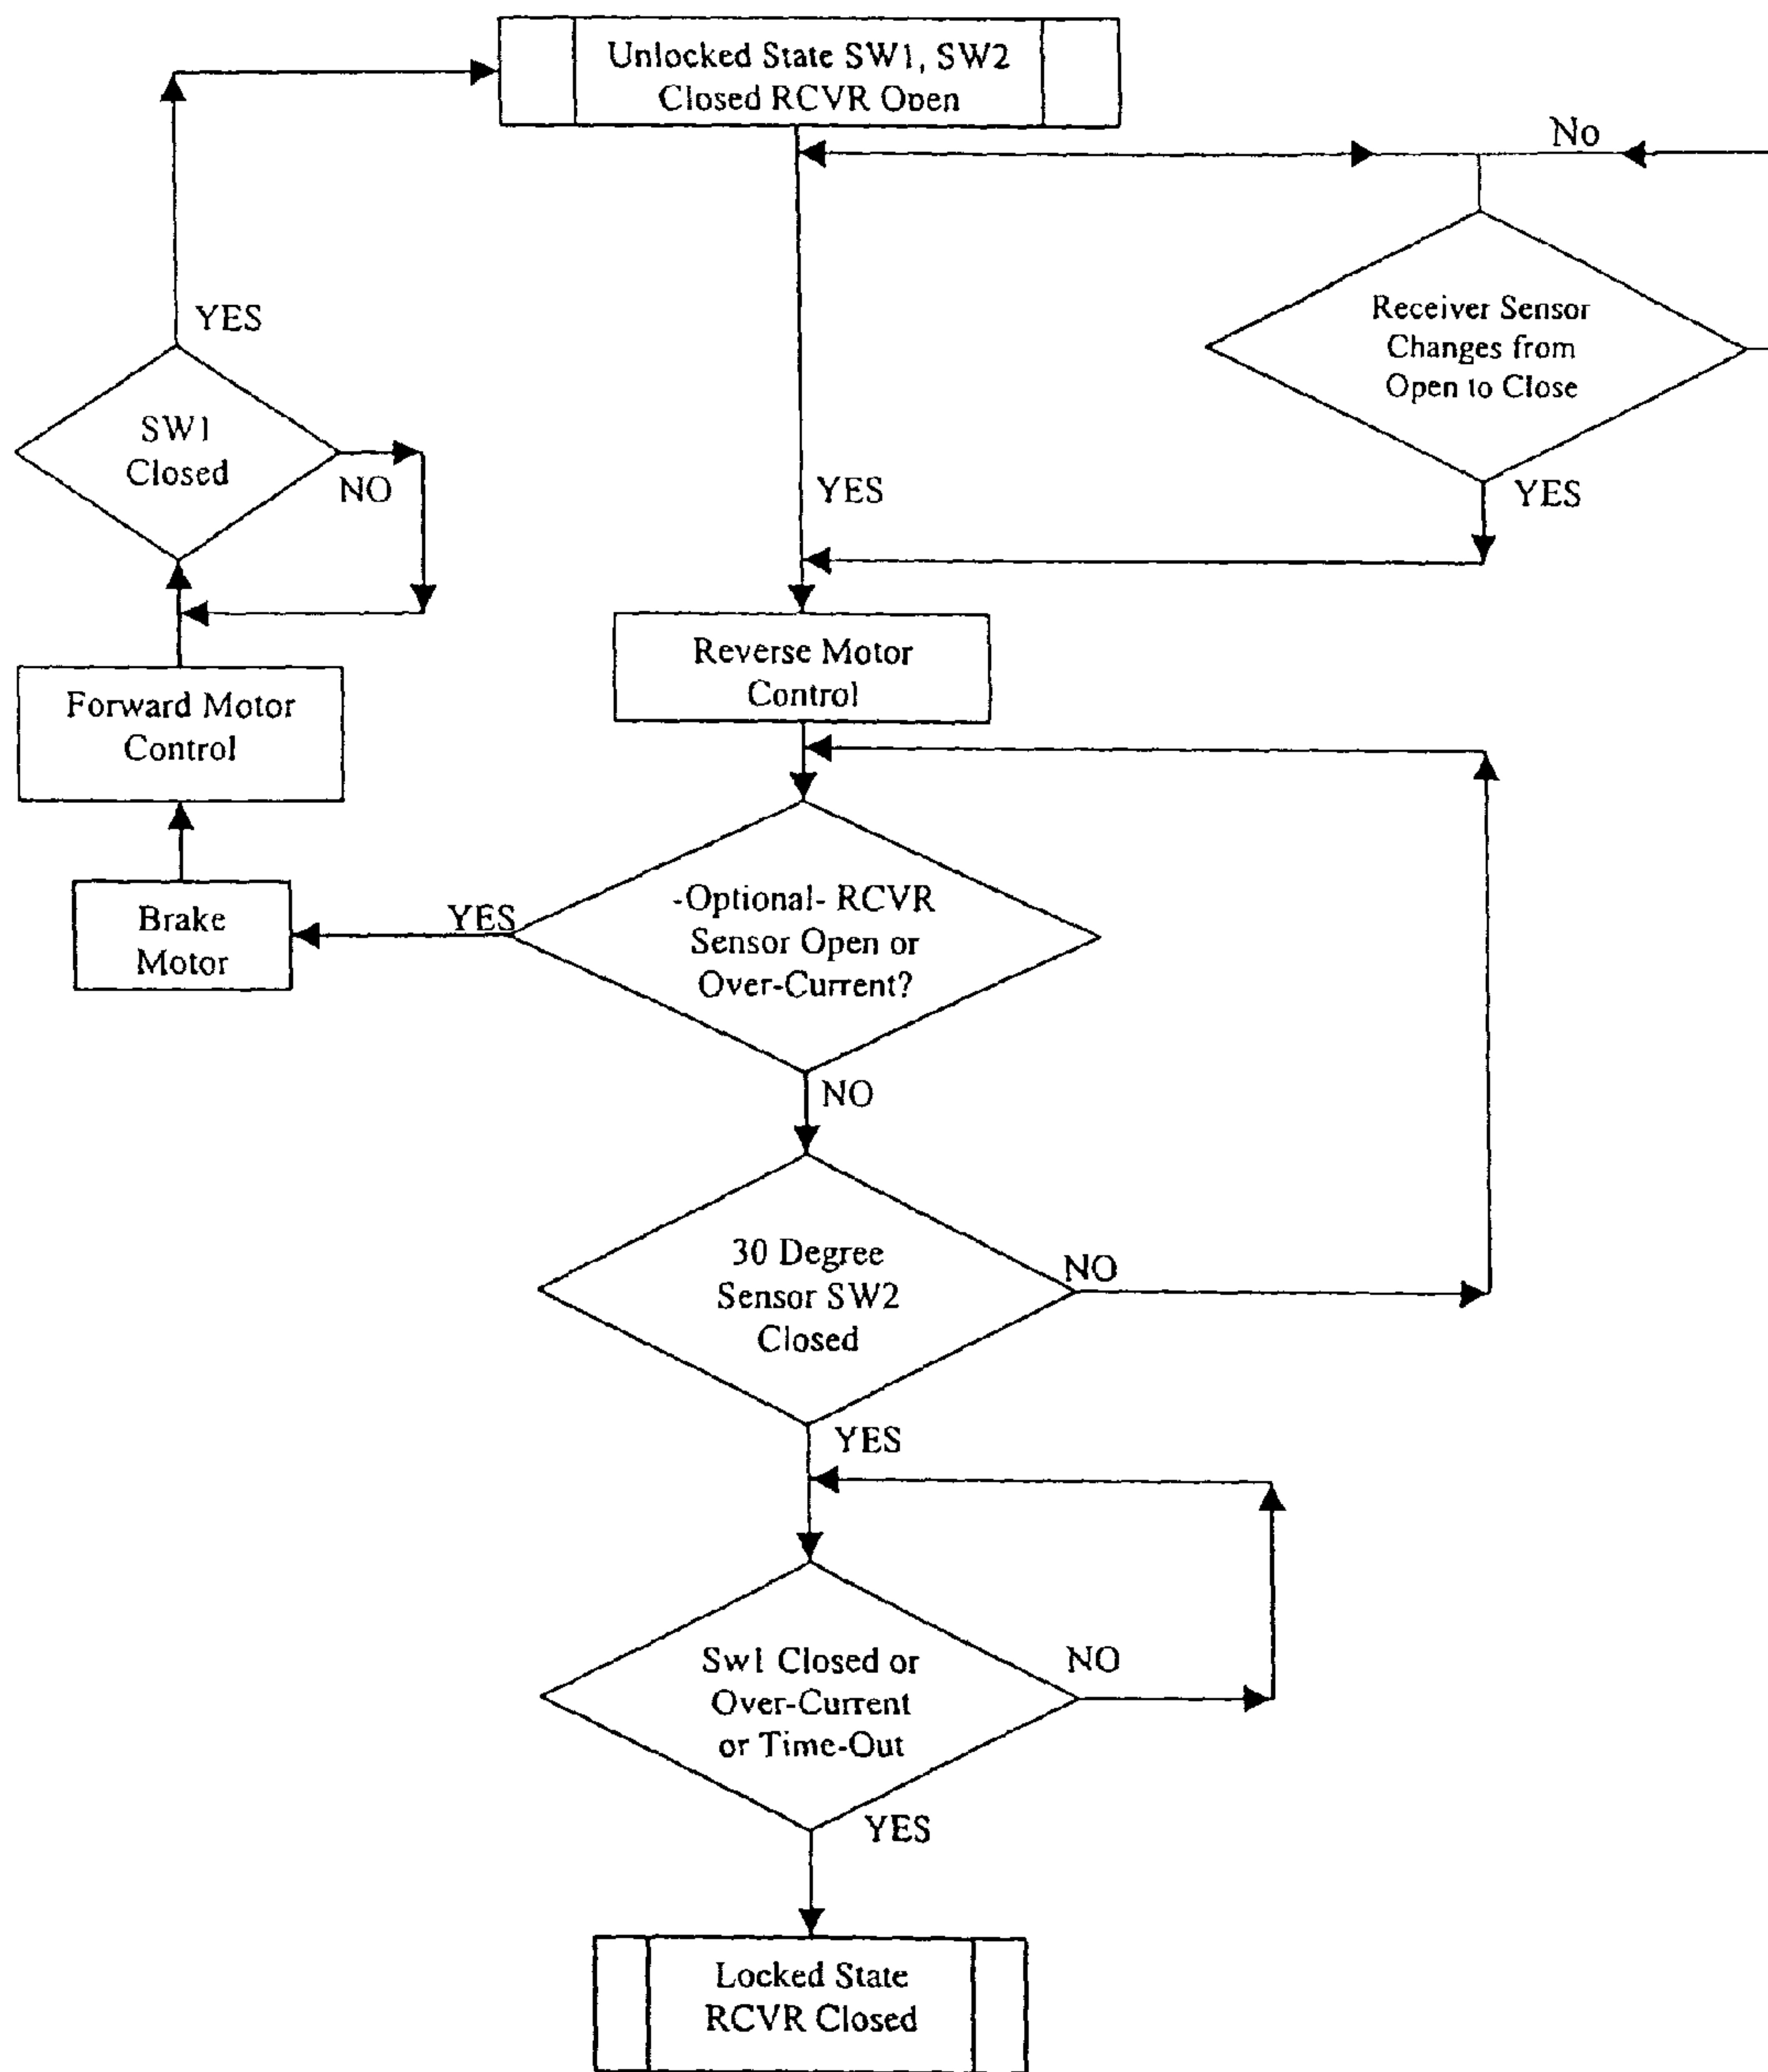 Unlocked State SW1, SW2
Closed RCVR Open
No
Receiver Sensor
Changes from
Open to Close
YES
YES
SW1
Closed
NO
YES
Reverse Motor
Control
Forward Motor
Control
Brake
Motor
YES
-Optional- RCVR
Sensor Open or
Over-Current?
NO
30 Degree
Sensor SW2
Closed
NO
YES
Sw1 Closed or
Over-Current
or Time-Out
NO
YES
Locked State
RCVR Closed